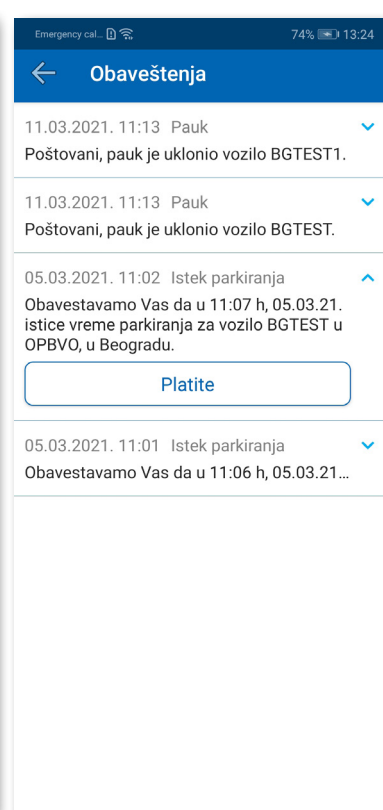 Emergency cal...
74% 13:24
Obaveštenja
11.03.2021. 11:13 Pauk
Poštovani, pauk je uklonio vozilo BGTEST1.
11.03.2021. 11:13 Pauk
Poštovani, pauk je uklonio vozilo BGTEST.
05.03.2021. 11:02 Istek parkiranja
Obavestavamo Vas da u 11:07 h, 05.03.21.
istice vreme parkiranja za vozilo BGTEST u
OPBVO, u Beogradu.
Platite
05.03.2021. 11:01 Istek parkiranja
Obavestavamo Vas da u 11:06 h, 05.03.21...